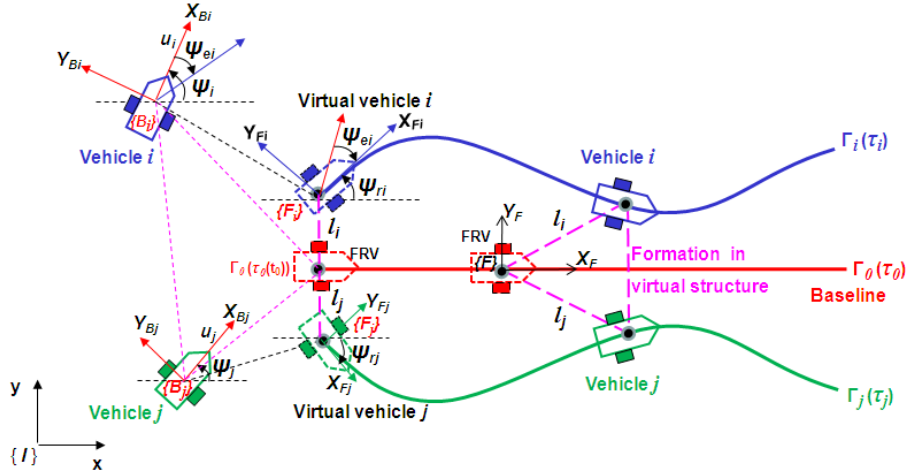 X_Bi
u_i
ψ_ei
Y_Bi
ψ_i
{B_i}
Vehicle i
Virtual vehicle i
Y_Fi
ψ_ei
X_Fi
ψ_ri
{F_i}
l_i
Vehicle i
Γ_i(τ_i)
Γ_0(τ_0(t_0))
FRV
Y_F
FRV
{F}
X_F
l_i
Formation in
virtual structure
Γ_0(τ_0)
Baseline
l_j
l_j
Y_Fj
{F_j}
ψ_rj
X_Fj
Virtual vehicle j
Y_Bj
u_j
X_Bj
ψ_j
{B_j}
Vehicle j
Vehicle j
Γ_j(τ_j)
y
{I}
x